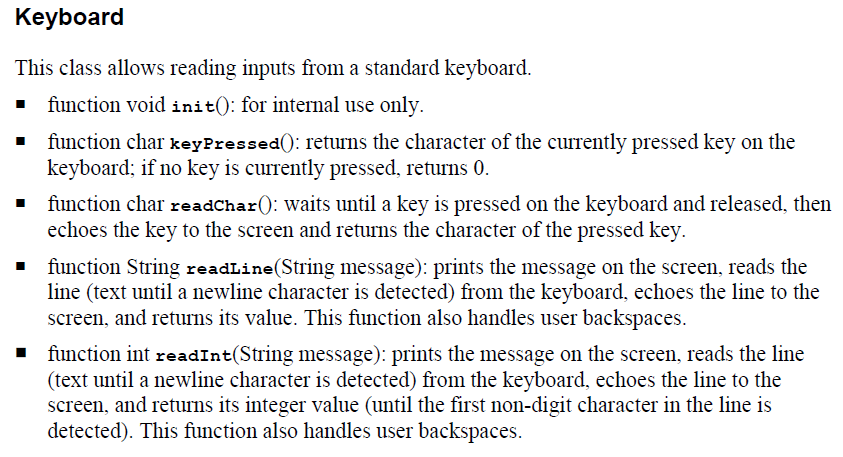 Keyboard
This class allows reading inputs from a standard keyboard.
▪ function void init(): for internal use only.
▪ function char keyPressed(): returns the character of the currently pressed key on the
keyboard; if no key is currently pressed, returns 0.
▪ function char readChar(): waits until a key is pressed on the keyboard and released, then
echoes the key to the screen and returns the character of the pressed key.
▪ function String readLine(String message): prints the message on the screen, reads the
line (text until a newline character is detected) from the keyboard, echoes the line to the
screen, and returns its value. This function also handles user backspaces.
▪ function int readInt(String message): prints the message on the screen, reads the line
(text until a newline character is detected) from the keyboard, echoes the line to the
screen, and returns its integer value (until the first non-digit character in the line is
detected). This function also handles user backspaces.